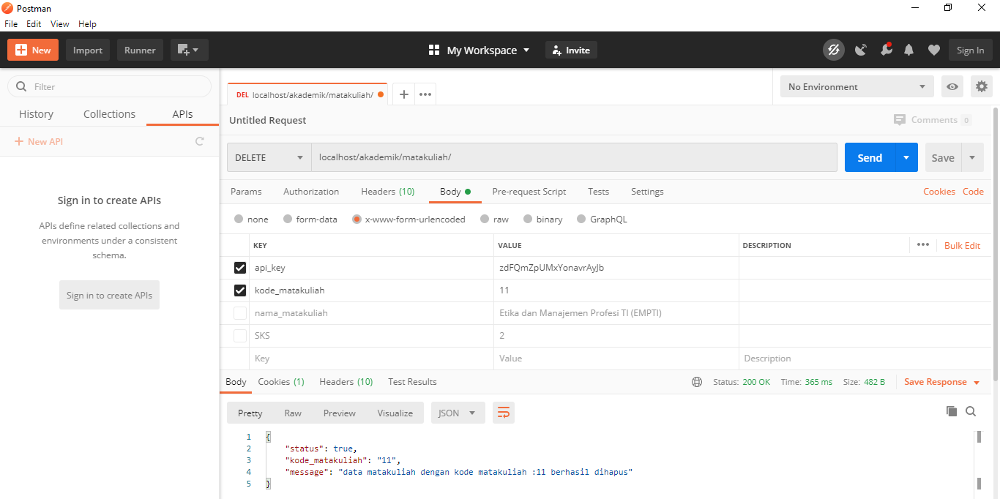 Postman
File Edit View Help
New Import Runner My Workspace Invite Sign In
Filter
History Collections APIs
New API
Sign in to create APIs
APIs define related collections and
environments under a consistent
schema.
Sign in to create APIs
DEL localhost/akademik/matakuliah/
No Environment
Untitled Request
Comments 0
DELETE localhost/akademik/matakuliah/ Send Save
Params Authorization Headers (10) Body Pre-request Script Tests Settings Cookies Code
none form-data x-www-form-urlencoded raw binary GraphQL
KEY VALUE DESCRIPTION Bulk Edit
api_key zdFQmZpUMxYonavrAyJb
kode_matakuliah 11
nama_matakuliah Etika dan Manajemen Profesi TI (EMPTI)
SKS 2
Key Value Description
Body Cookies (1) Headers (10) Test Results Status: 200 OK Time: 365 ms Size: 482 B Save Response
Pretty Raw Preview Visualize JSON
1 {
2 "status": true,
3 "kode_matakuliah": "11",
4 "message": "data matakuliah dengan kode matakuliah :11 berhasil dihapus"
5 }